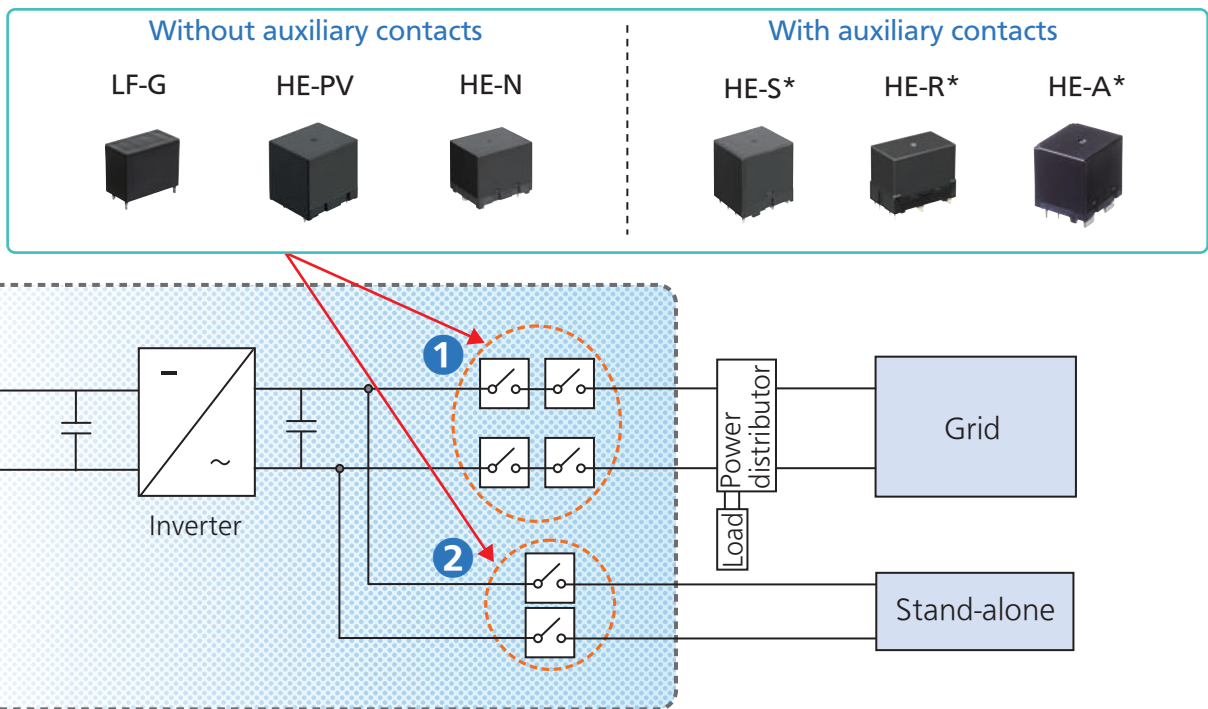 Without auxiliary contacts
With auxiliary contacts
LF-G
HE-PV
HE-N
HE-S*
HE-R*
HE-A*
1
Inverter
Power
distributor
Load
Grid
2
Stand-alone